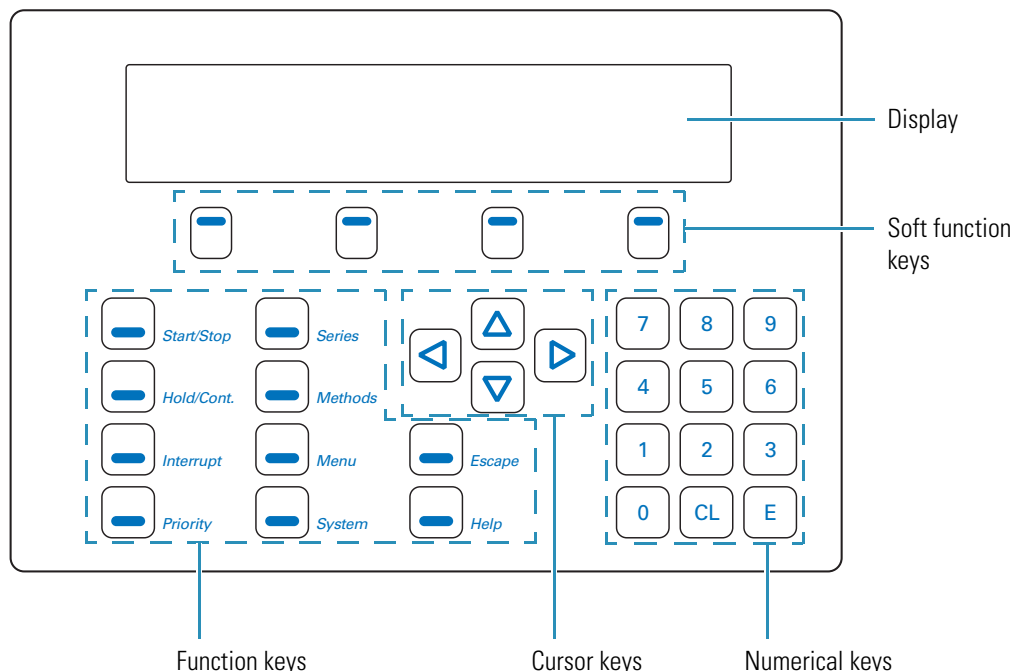 Display
Soft function
keys
Start/Stop Series
Hold/Cont. Methods
Interrupt Menu Escape
Priority System Help
7 8 9
4 5 6
1 2 3
0 CL E
Function keys Cursor keys Numerical keys